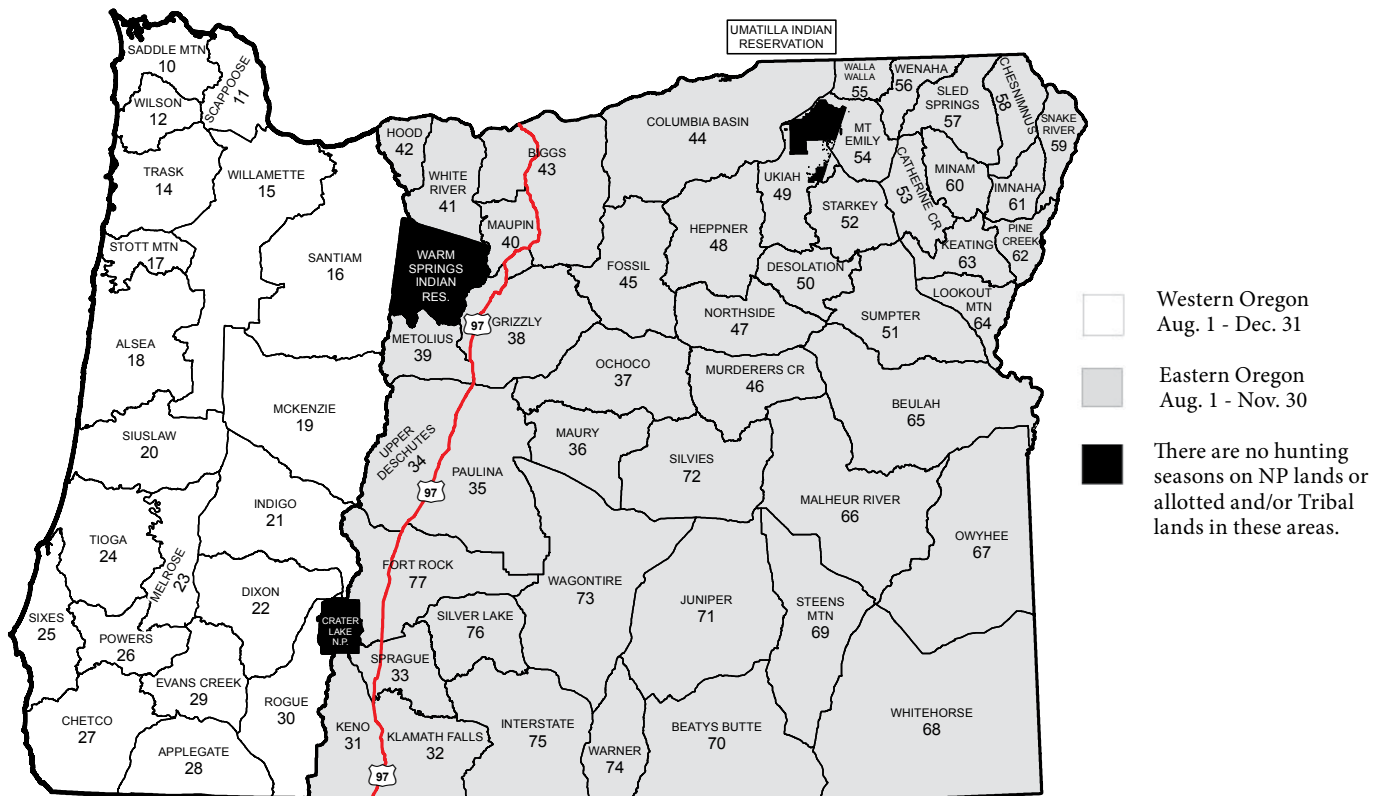 UMATILLA INDIAN
RESERVATION
SADDLE MTN
10
SCAPPOOSE
11
WILSON
12
TRASK
14
WILLAMETTE
15
STOTT MTN
17
SANTIAM
16
ALSEA
18
MCKENZIE
19
SIUSLAW
20
INDIGO
21
TIOGA
24
MELROSE
23
DIXON
22
SIXES
25
POWERS
26
EVANS CREEK
29
ROGUE
30
CHETCO
27
APPLEGATE
28
CRATER
LAKE
N.P.
HOOD
42
WHITE
RIVER
41
BIGGS
43
MAUPIN
40
WARM
SPRINGS
INDIAN
RES.
COLUMBIA BASIN
44
WALLA
WALLA
55
WENAHA
56
SLED
SPRINGS
57
CHESNIMNUS
58
SNAKE
RIVER
59
MT
EMILY
54
UKIAH
49
STARKEY
52
CATHERINE CR
53
MINAM
60
IMNAHA
61
PINE
CREEK
62
KEATING
63
LOOKOUT
MTN
64
HEPPNER
48
FOSSIL
45
DESOLATION
50
SUMPTER
51
NORTHSIDE
47
97
GRIZZLY
38
METOLIUS
39
OCHOCO
37
MURDERERS CR
46
BEULAH
65
UPPER
DESCHUTES
34
PAULINA
35
97
MAURY
36
SILVIES
72
MALHEUR RIVER
66
OWYHEE
67
FORT ROCK
77
WAGONTIRE
73
JUNIPER
71
STEENS
MTN
69
SILVER LAKE
76
SPRAGUE
33
KENO
31
KLAMATH FALLS
32
97
INTERSTATE
75
WARNER
74
BEATYS BUTTE
70
WHITEHORSE
68
Western Oregon
Aug. 1 - Dec. 31
Eastern Oregon
Aug. 1 - Nov. 30
There are no hunting
seasons on NP lands or
allotted and/or Tribal
lands in these areas.